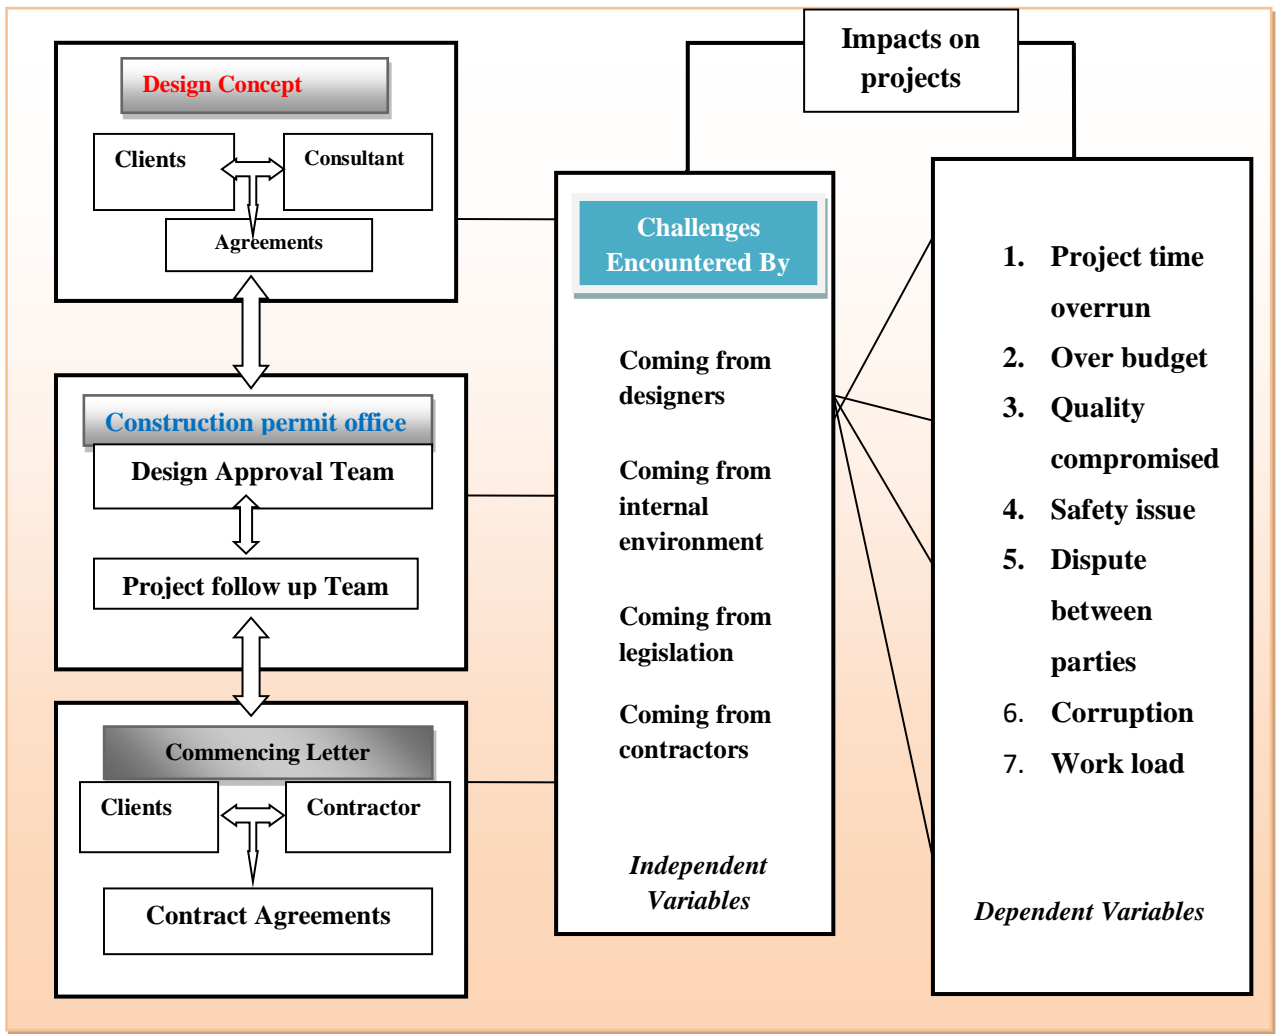 Design Concept
Clients
Consultant
Agreements
Construction permit office
Design Approval Team
Project follow up Team
Commencing Letter
Clients
Contractor
Contract Agreements
Impacts on
projects
Challenges
Encountered By
Coming from
designers
Coming from
internal
environment
Coming from
legislation
Coming from
contractors
Independent
Variables
1. Project time
overrun
2. Over budget
3. Quality
compromised
4. Safety issue
5. Dispute
between
parties
6. Corruption
7. Work load
Dependent Variables